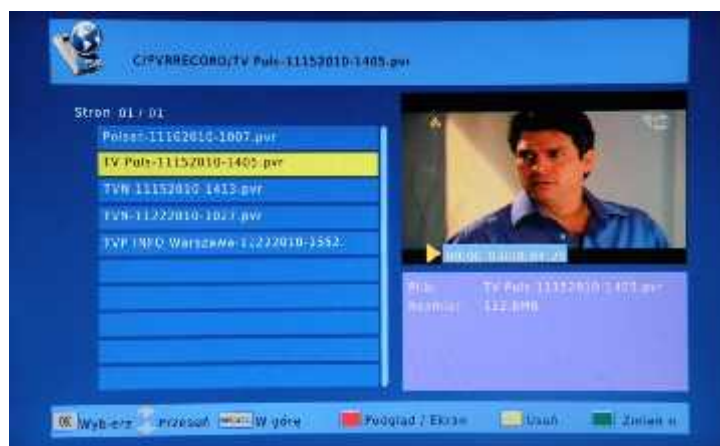 C/PVRRECORD/TV Puls-11152010-1405.pvr
Stron 01 / 01
Polsat-11162010-1007.pvr
TV Puls-11152010-1405.pvr
TVN 11152010 1413.pvr
TVN-11222010-1027.pvr
TVP INFO Warszawa-11222010-1552.
Plik: TV Puls 11152010 1405.pvr
Rozmiar: MB
OK Wybierz Przesuń W górę Podgląd / Ekran Usuń Zmień n